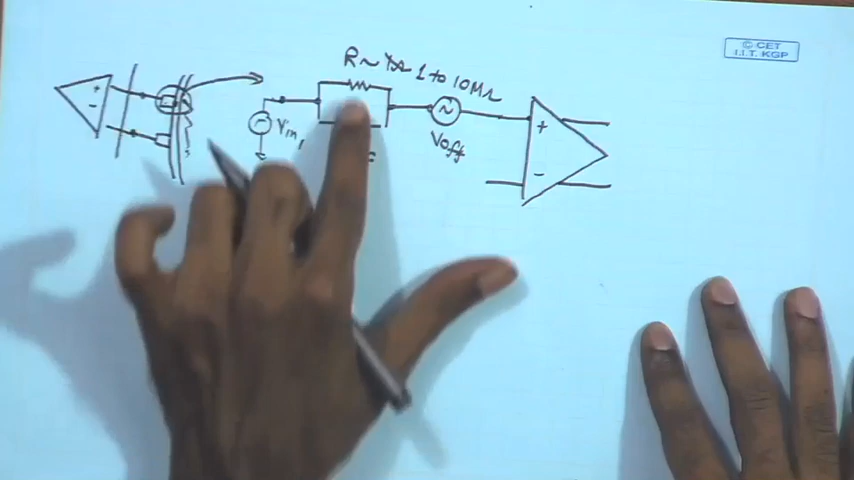 © CET
I.I.T. KGP
R ~ 1 to 10MΩ
+
-
Vin,
Voff
+
-